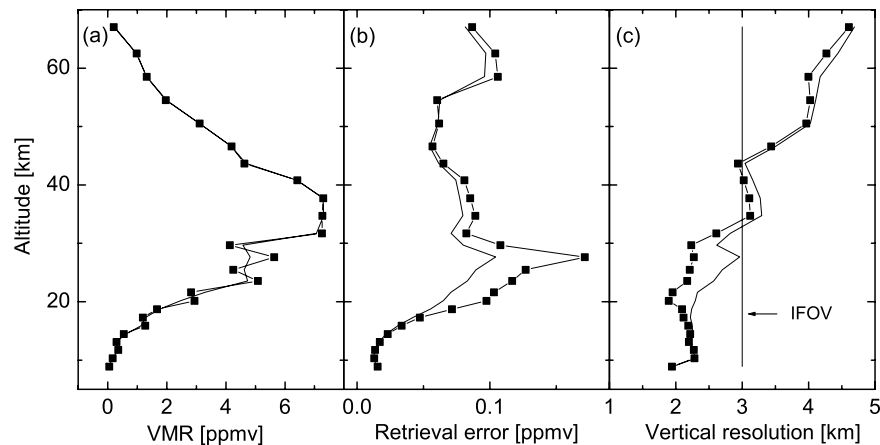 (a)
(b)
(c)
Altitude [km]
60
40
20
IFOV
0 2 4 6
0.0 0.1
1 2 3 4 5
VMR [ppmv]
Retrieval error [ppmv]
Vertical resolution [km]